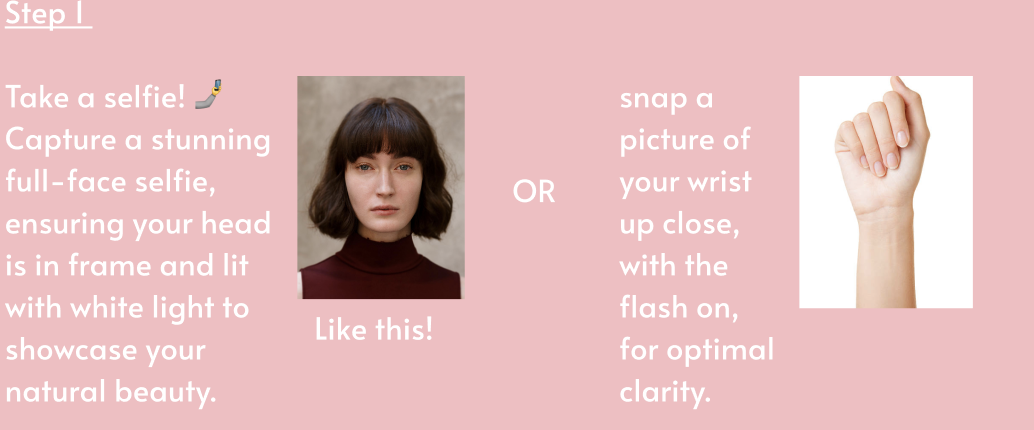 Step 1
Take a selfie! 🤳
Capture a stunning
full-face selfie,
ensuring your head
is in frame and lit
with white light to
showcase your
natural beauty.
Like this!
OR
snap a
picture of
your wrist
up close,
with the
flash on,
for optimal
clarity.